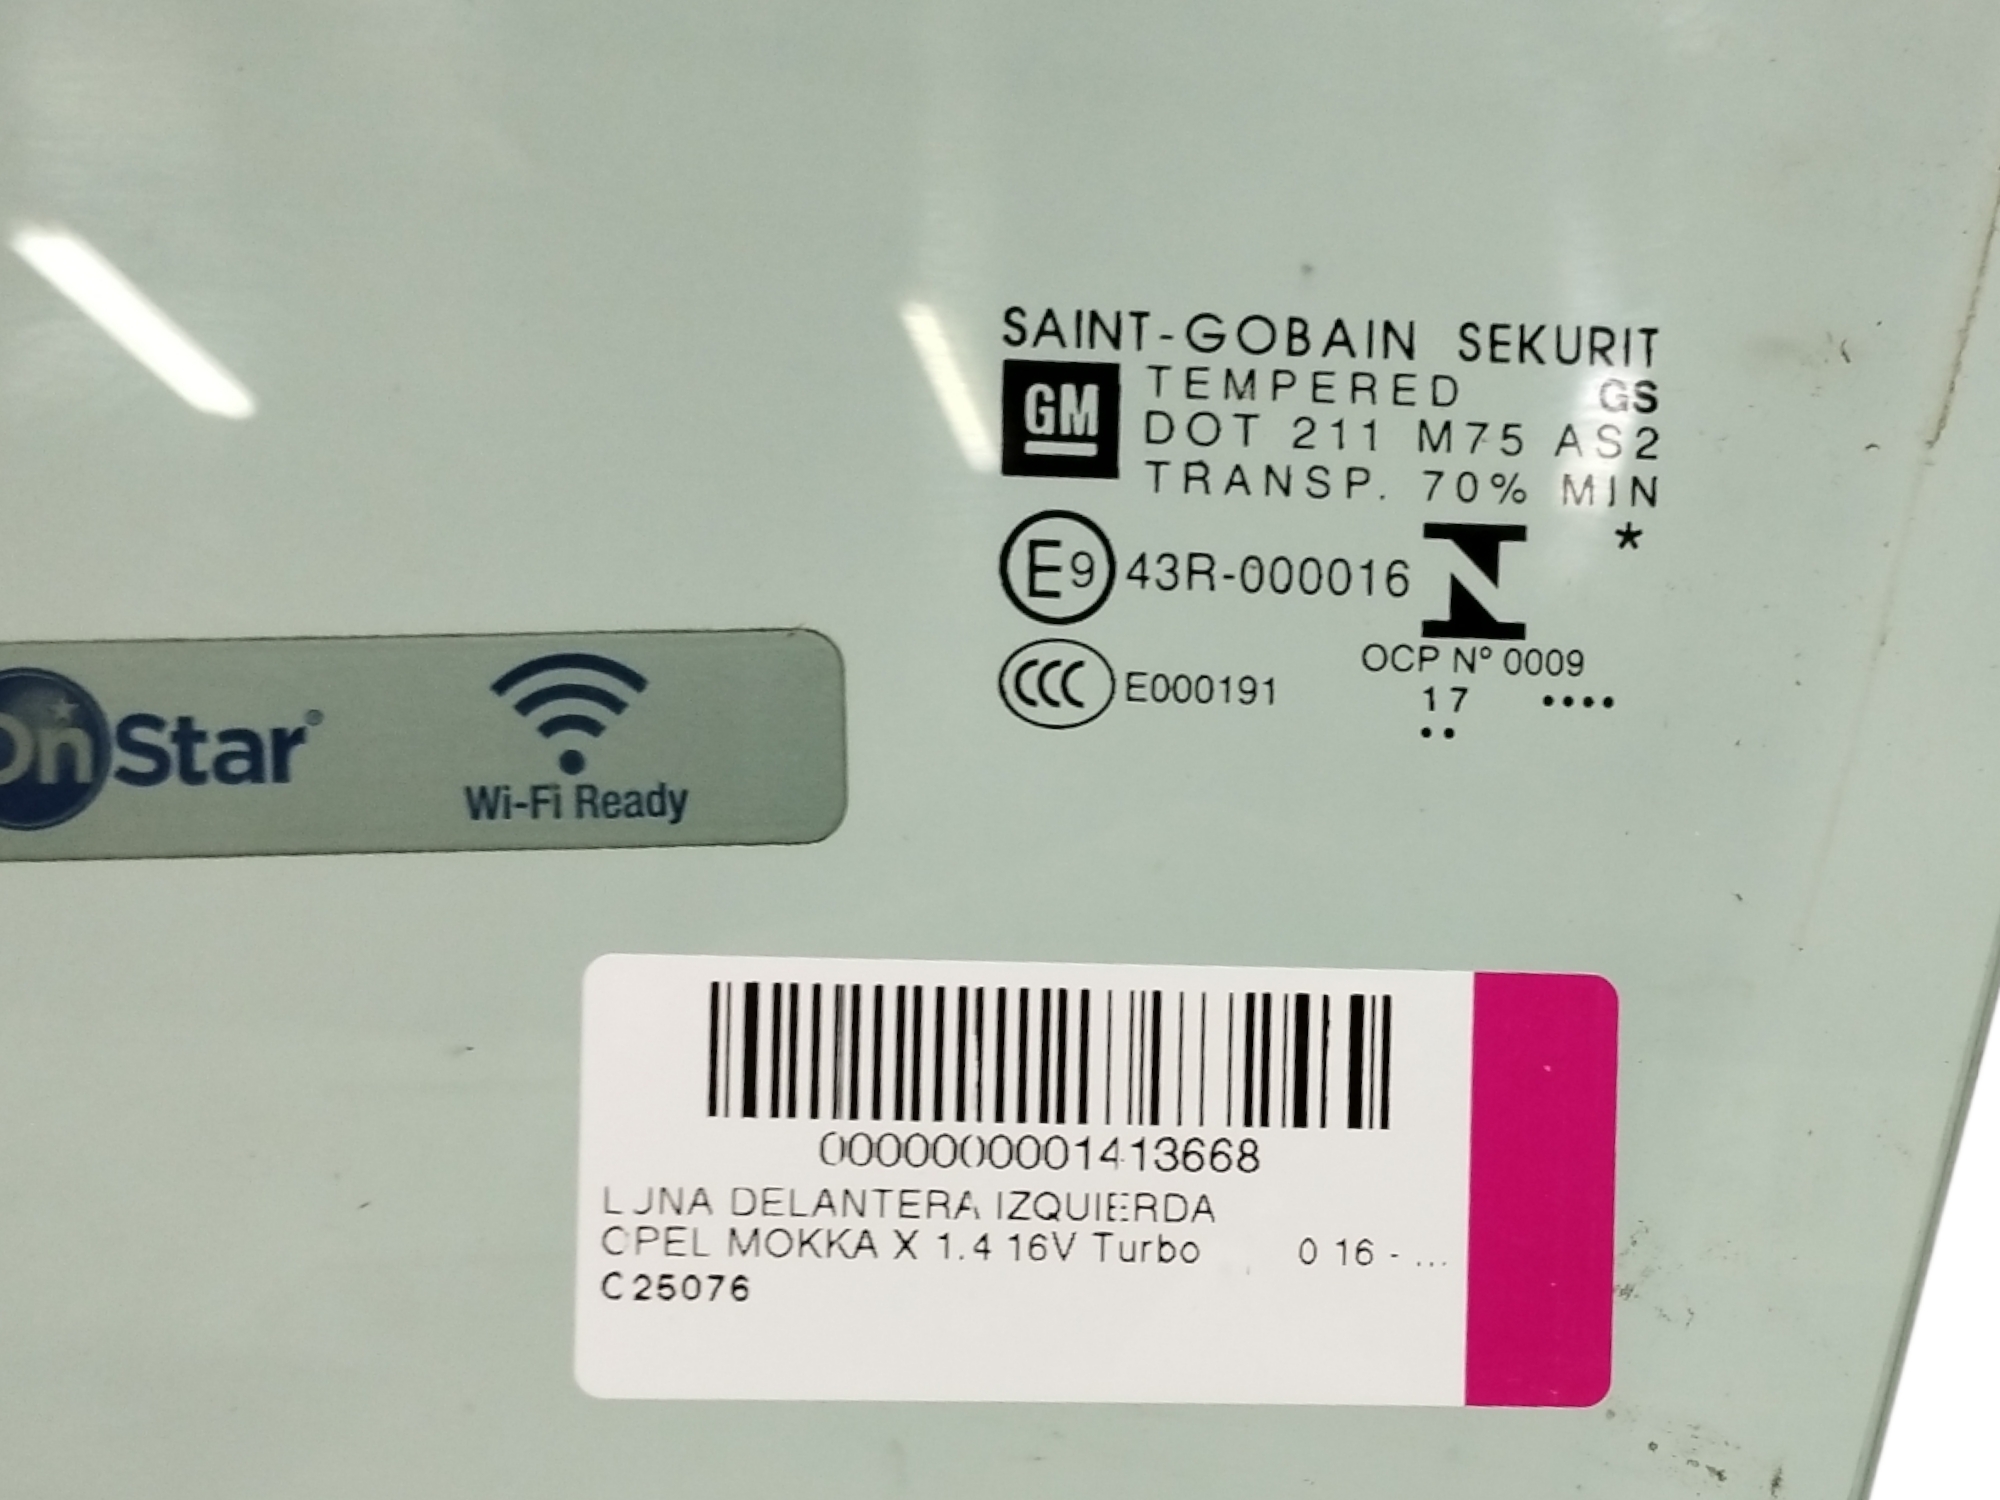 SAINT-GOBAIN SEKURIT
GM
TEMPERED GS
DOT 211 M75 AS2
TRANSP. 70% MIN
*
E9 43R-000016 N
OCP Nº 0009
CCC E000191
17 ....
..
OnStar®
Wi-Fi Ready
0000000001413668
LUNA DELANTERA IZQUIERDA
OPEL MOKKA X 1.4 16V Turbo 0 16 - ...
C25076